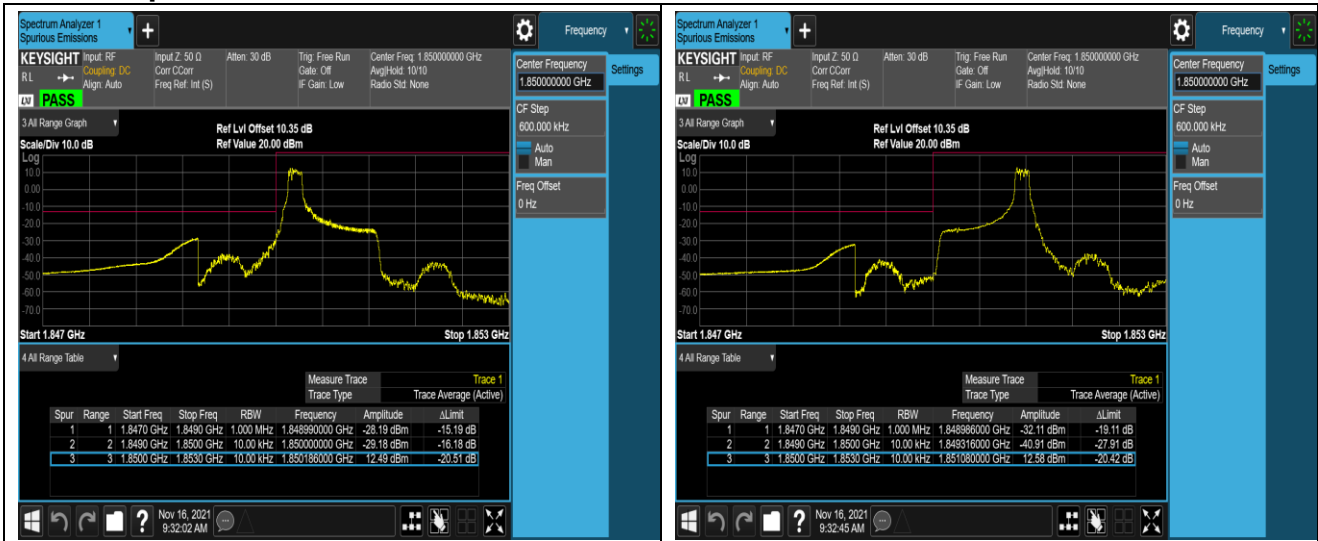 Spectrum Analyzer 1
Spurious Emissions
Frequency
KEYSIGHT Input: RF Input Z: 50 Ω Atten: 30 dB Trig: Free Run Center Freq: 1.850000000 GHz
Coupling: DC Corr CCorr Gate: Off Avg|Hold: 10/10
RL Align: Auto Freq Ref: Int (S) IF Gain: Low Radio Std: None
LXI PASS
Center Frequency
1.850000000 GHz
Settings
CF Step
600.000 kHz
Auto
Man
Freq Offset
0 Hz
3 All Range Graph
Ref Lvl Offset 10.35 dB
Scale/Div 10.0 dB Ref Value 20.00 dBm
Log
10.0
0.00
-10.0
-20.0
-30.0
-40.0
-50.0
-60.0
-70.0
Start 1.847 GHz Stop 1.853 GHz
4 All Range Table
Measure Trace Trace 1
Trace Type Trace Average (Active)
Spur Range Start Freq Stop Freq RBW Frequency Amplitude ΔLimit
1 1 1.8470 GHz 1.8490 GHz 1.000 MHz 1.848990000 GHz -28.19 dBm -15.19 dB
2 2 1.8490 GHz 1.8500 GHz 10.00 kHz 1.850000000 GHz -29.18 dBm -16.18 dB
3 3 1.8500 GHz 1.8530 GHz 10.00 kHz 1.850186000 GHz 12.49 dBm -20.51 dB
Nov 16, 2021
9:32:02 AM
Spectrum Analyzer 1
Spurious Emissions
Frequency
KEYSIGHT Input: RF Input Z: 50 Ω Atten: 30 dB Trig: Free Run Center Freq: 1.850000000 GHz
Coupling: DC Corr CCorr Gate: Off Avg|Hold: 10/10
RL Align: Auto Freq Ref: Int (S) IF Gain: Low Radio Std: None
LXI PASS
Center Frequency
1.850000000 GHz
Settings
CF Step
600.000 kHz
Auto
Man
Freq Offset
0 Hz
3 All Range Graph
Ref Lvl Offset 10.35 dB
Scale/Div 10.0 dB Ref Value 20.00 dBm
Log
10.0
0.00
-10.0
-20.0
-30.0
-40.0
-50.0
-60.0
-70.0
Start 1.847 GHz Stop 1.853 GHz
4 All Range Table
Measure Trace Trace 1
Trace Type Trace Average (Active)
Spur Range Start Freq Stop Freq RBW Frequency Amplitude ΔLimit
1 1 1.8470 GHz 1.8490 GHz 1.000 MHz 1.848986000 GHz -32.11 dBm -19.11 dB
2 2 1.8490 GHz 1.8500 GHz 10.00 kHz 1.849316000 GHz -40.91 dBm -27.91 dB
3 3 1.8500 GHz 1.8530 GHz 10.00 kHz 1.851080000 GHz 12.58 dBm -20.42 dB
Nov 16, 2021
9:32:45 AM